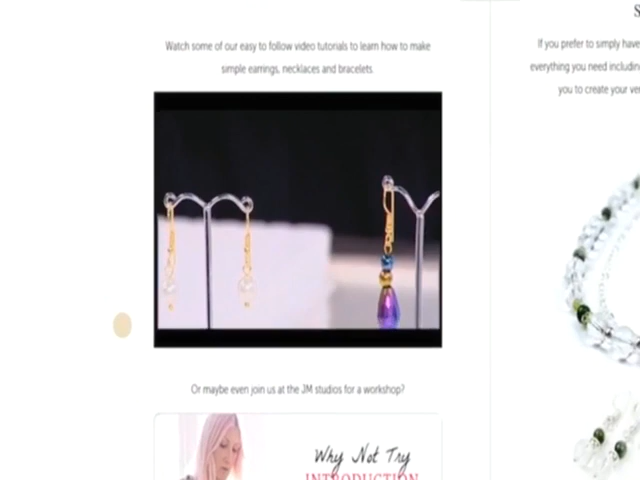 Watch some of our easy to follow video tutorials to learn how to make
simple earrings, necklaces and bracelets
Or maybe even join us at the JM studios for a workshop?
Why Not Try
INTRODUCTION
S
If you prefer to simply have
everything you need includin
you to create your ver